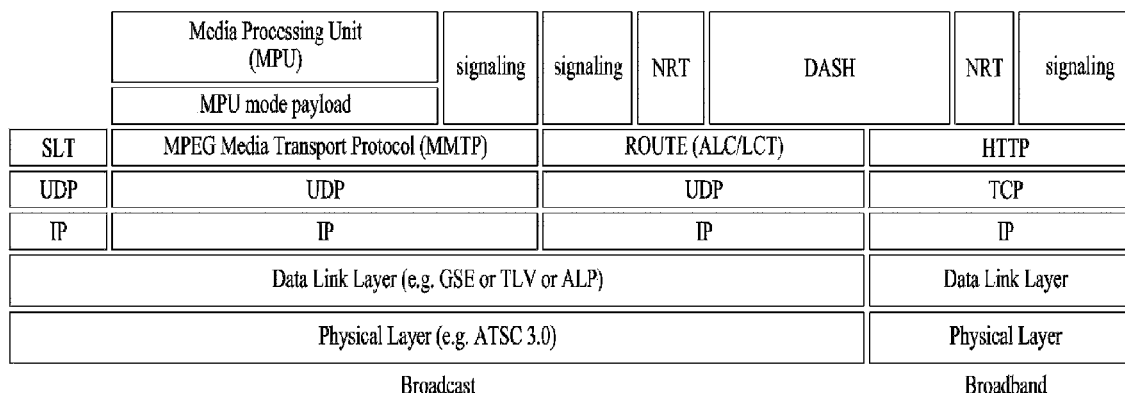 Media Processing Unit
(MPU)
signaling
signaling
NRT
DASH
NRT
signaling
MPU mode payload
SLT
MPEG Media Transport Protocol (MMTP)
ROUTE (ALC/LCT)
HTTP
UDP
UDP
UDP
TCP
IP
IP
IP
IP
Data Link Layer (e.g. GSE or TLV or ALP)
Data Link Layer
Physical Layer (e.g. ATSC 3.0)
Physical Layer
Broadcast
Broadband